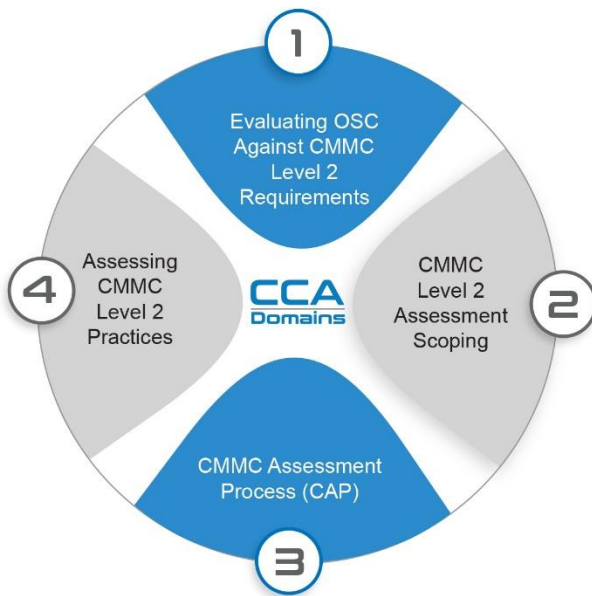 1
Evaluating OSC
Against CMMC
Level 2
Requirements
2
CMMC
Level 2
Assessment
Scoping
3
CMMC Assessment
Process (CAP)
4
Assessing
CMMC
Level 2
Practices
CCA
Domains